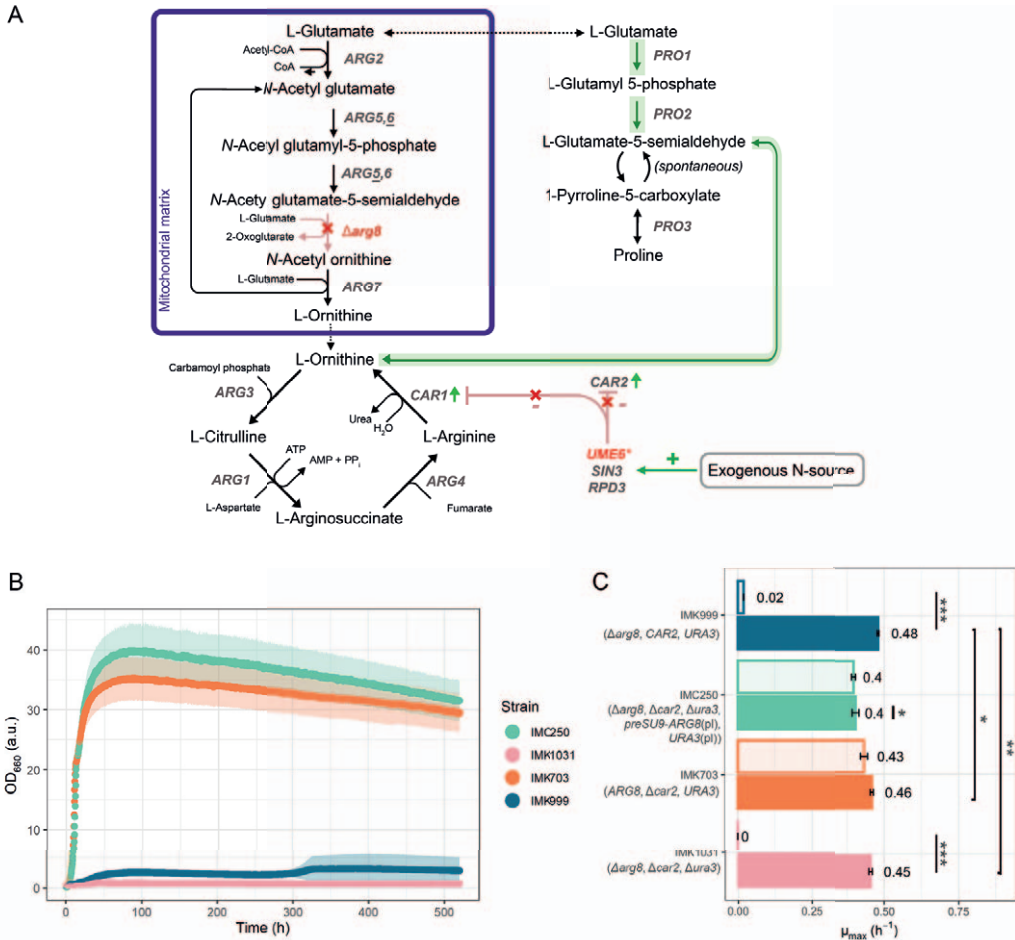 A
L-Glutamate
L-Glutamate
Acetyl-CoA
CoA
ARG2
PRO1
N-Acetyl glutamate
L-Glutamyl 5-phosphate
ARG5,6
PRO2
N-Aceyl glutamyl-5-phosphate
L-Glutamate-5-semialdehyde
ARG5,6
(spontaneous)
N-Acety glutamate-5-semialdehyde
1-Pyrroline-5-carboxylate
L-Glutamate
Δarg8
2-Oxoglutarate
PRO3
N-Acetyl ornithine
Proline
L-Glutamate
ARG7
L-Ornithine
Mitochondrial matrix
L-Ornithine
Carbamoyl phosphate
ARG3
CAR1
CAR2
-
-
Urea
H2O
L-Citrulline
L-Arginine
ATP
AMP + PPi
ARG1
ARG4
L-Aspartate
Fumarate
L-Arginosuccinate
UME6*
SIN3
RPD3
+
Exogenous N-source
B
OD660 (a.u.)
40
30
20
10
0
0 100 200 300 400 500
Time (h)
Strain
IMC250
IMK1031
IMK703
IMK999
C
0.02
IMK999
(Δarg8, CAR2, URA3)
0.48
***
0.4
IMC250
(Δarg8, Δcar2, Δura3,
preSU9-ARG8(pl),
URA3(pl))
0.4
*
0.43
IMK703
(ARG8, Δcar2, URA3)
0.46
*
**
0
IMK1031
(Δarg8, Δcar2, Δura3)
0.45
***
0.00 0.25 0.50 0.75
μmax (h⁻¹)